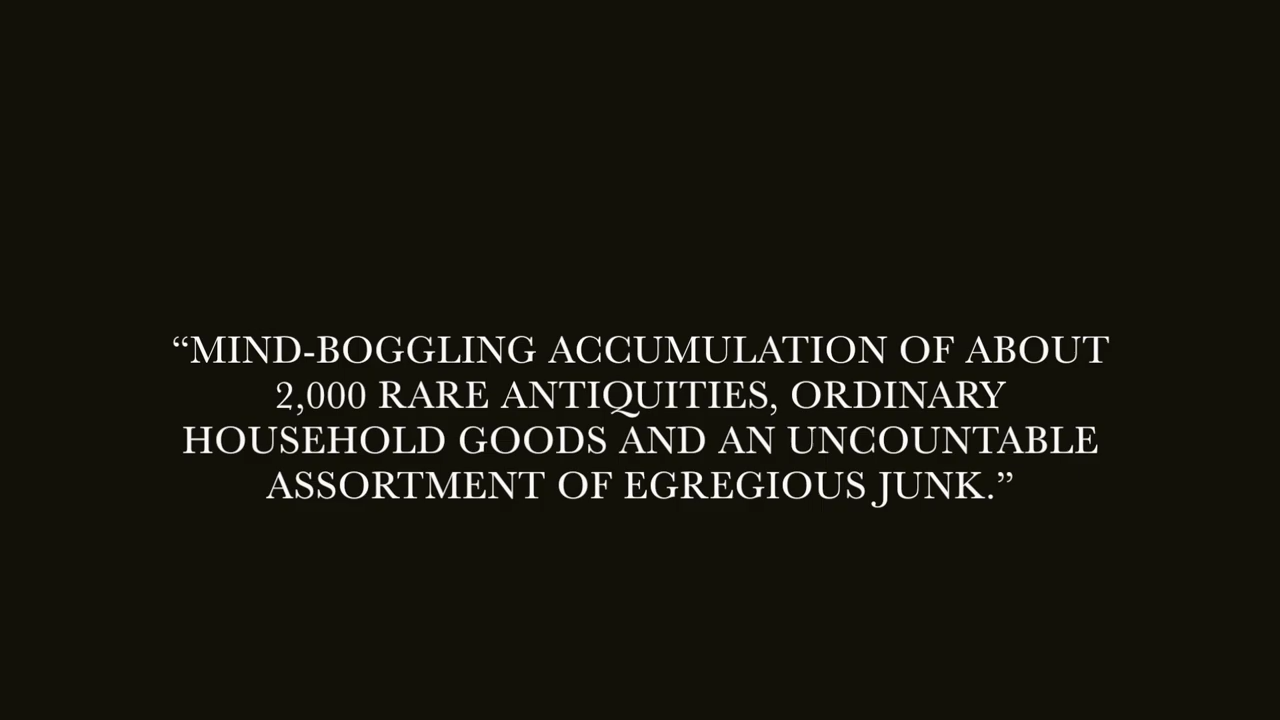 “MIND-BOGGLING ACCUMULATION OF ABOUT
2,000 RARE ANTIQUITIES, ORDINARY
HOUSEHOLD GOODS AND AN UNCOUNTABLE
ASSORTMENT OF EGREGIOUS JUNK.”